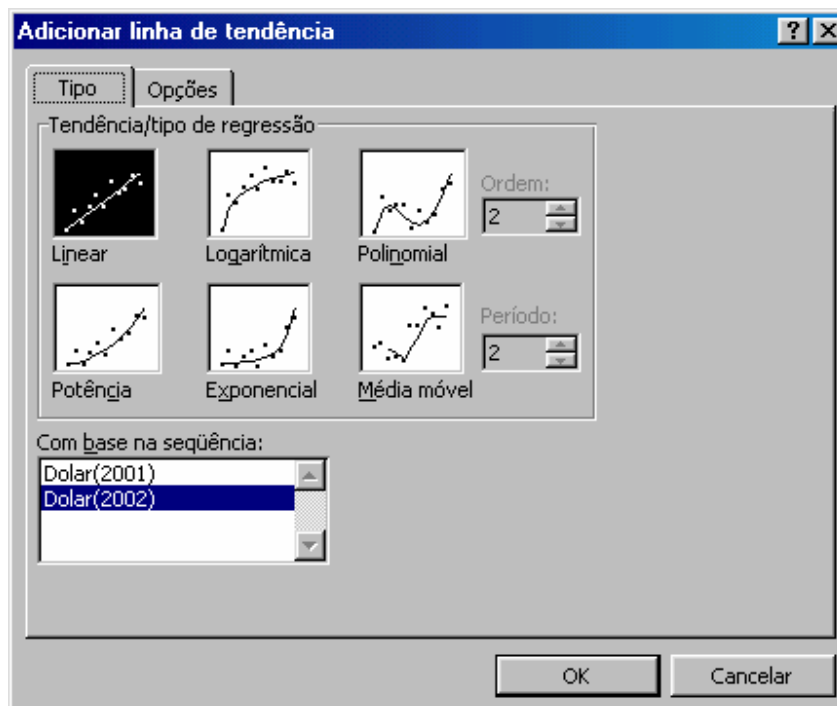 Adicionar linha de tendência
Tipo
Opções
Tendência/tipo de regressão
Linear
Logarítmica
Polinomial
Ordem:
2
Potência
Exponencial
Média móvel
Período:
2
Com base na seqüência:
Dolar(2001)
Dolar(2002)
OK
Cancelar